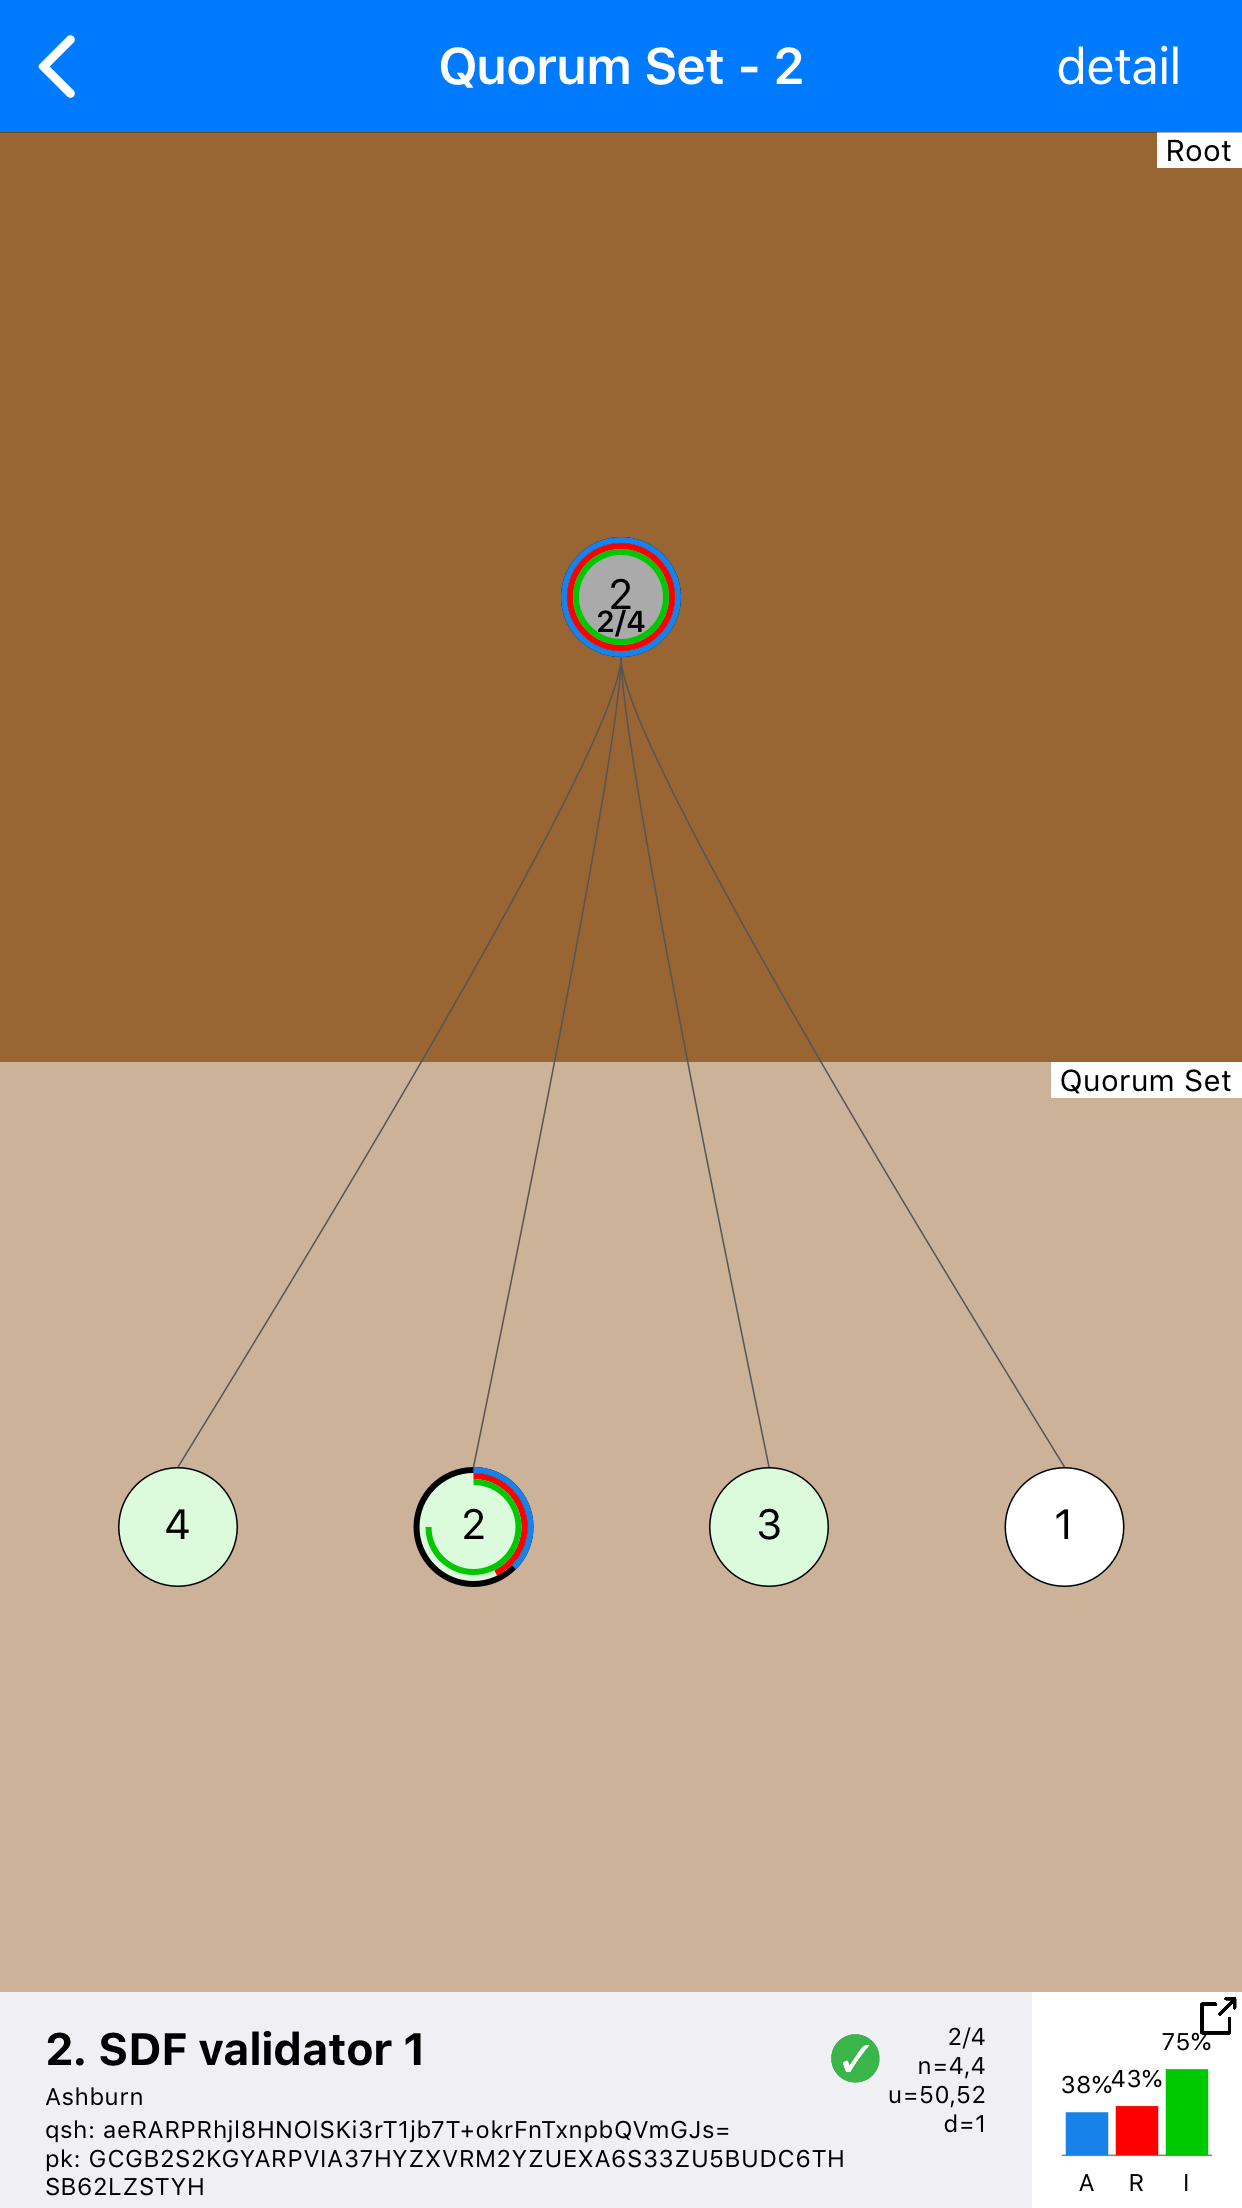 Quorum Set - 2
detail
Root
2
2/4
Quorum Set
4
2
3
1
2. SDF validator 1
Ashburn
qsh: aeRARPRhjl8HNOlSKi3rT1jb7T+okrFnTxnpbQVmGJs=
pk: GCGB2S2KGYARPVIA37HYZXVRM2YZUEXA6S33ZU5BUDC6TH
SB62LZSTYH
2/4
n=4,4
u=50,52
d=1
38%
43%
75%
A R I